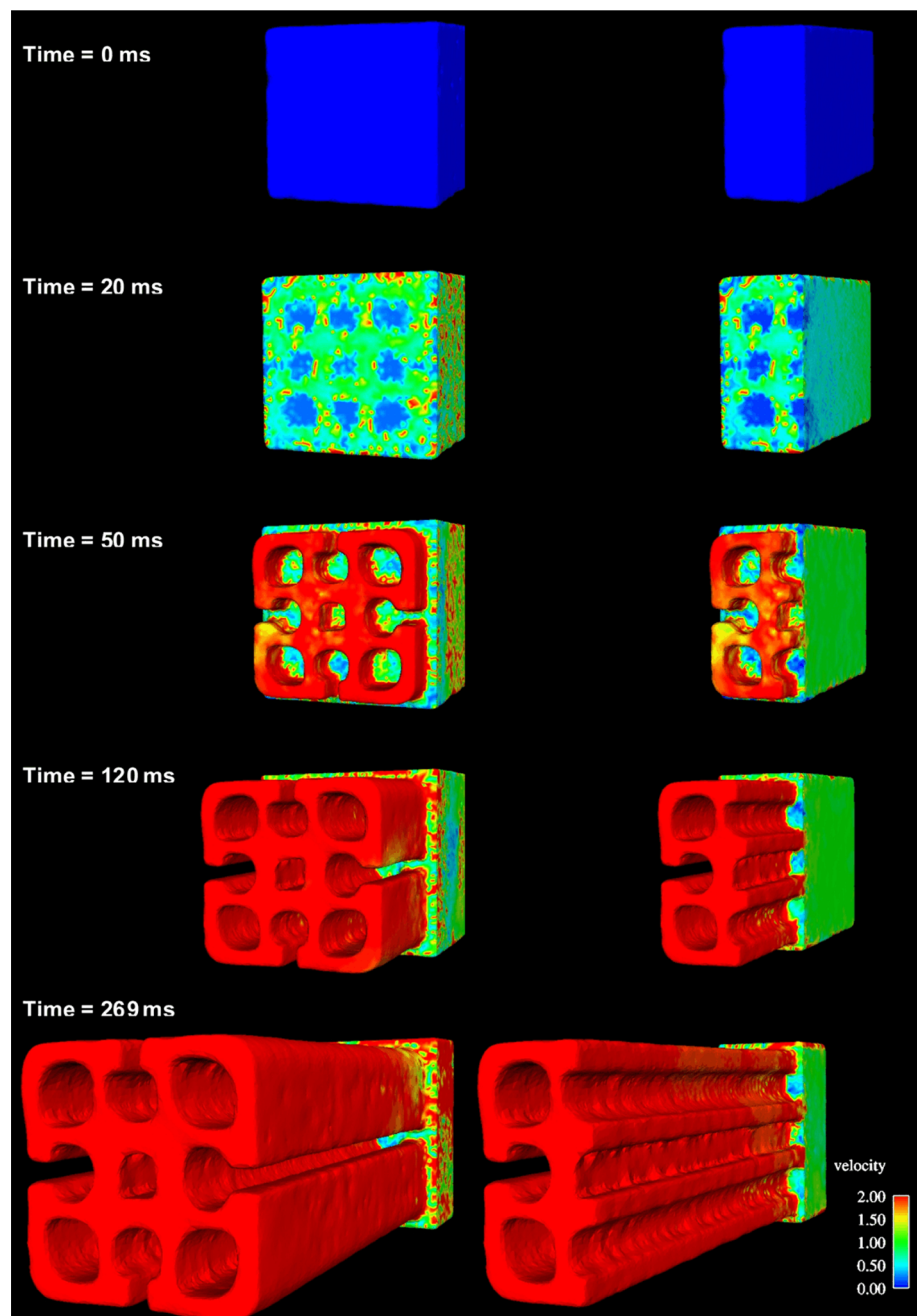 Time = 0 ms
Time = 20 ms
Time = 50 ms
Time = 120 ms
Time = 269 ms
velocity
2.00
1.50
1.00
0.50
0.00